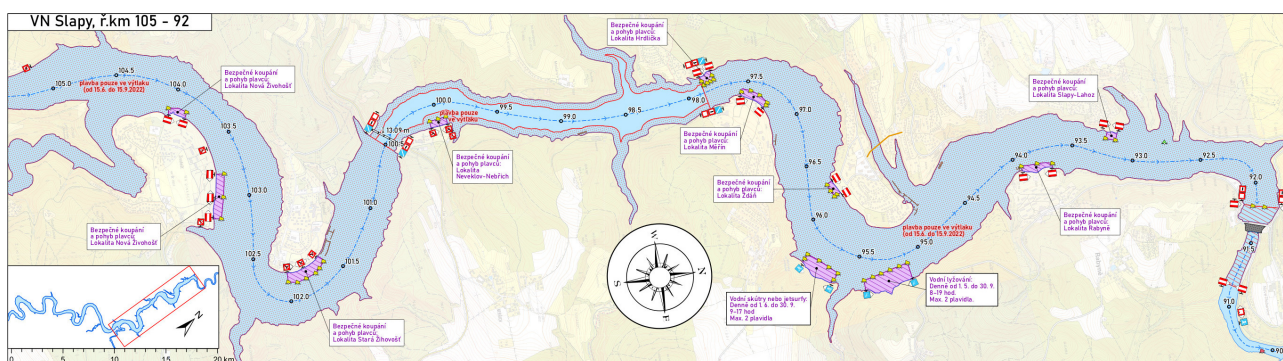 VN Slapy, ř.km 105 - 92
105.0
104.5
plavba pouze ve výtlaku
(od 15.6. do 15.9.2022)
104.0
Bezpečné koupání
a pohyb plavců:
Lokalita Nová Živohošť
103.5
103.0
Bezpečné koupání
a pohyb plavců:
Lokalita Nová Živohošť
102.5
102.0
Bezpečné koupání
a pohyb plavců:
Lokalita Stará Živohošť
101.5
101.0
100.5
13.09 m
100.0
plavba pouze
ve výtlaku
Bezpečné koupání
a pohyb plavců:
Lokalita
Neveklov-Nebřich
99.5
99.0
98.5
98.0
Bezpečné koupání
a pohyb plavců:
Lokalita Hrdlička
97.5
Bezpečné koupání
a pohyb plavců:
Lokalita Měřín
97.0
96.5
Bezpečné koupání
a pohyb plavců:
Lokalita Ždáň
96.0
95.5
Vodní skútry nebo jetsurfy:
Denně od 1. 6. do 30. 9.
9-17 hod
Max. 2 plavidla
Vodní lyžování:
Denně od 1. 5. do 30. 9.
8-19 hod.
Max. 2 plavidla
95.0
plavba pouze ve výtlaku
(od 15.6. do 15.9.2022)
94.5
94.0
Bezpečné koupání
a pohyb plavců:
Lokalita Rabyně
93.5
Bezpečné koupání
a pohyb plavců:
Lokalita Slapy-Lahoz
93.0
92.5
92.0
91.5
91.0
90
W
N
S
E
N
0
10
20 km